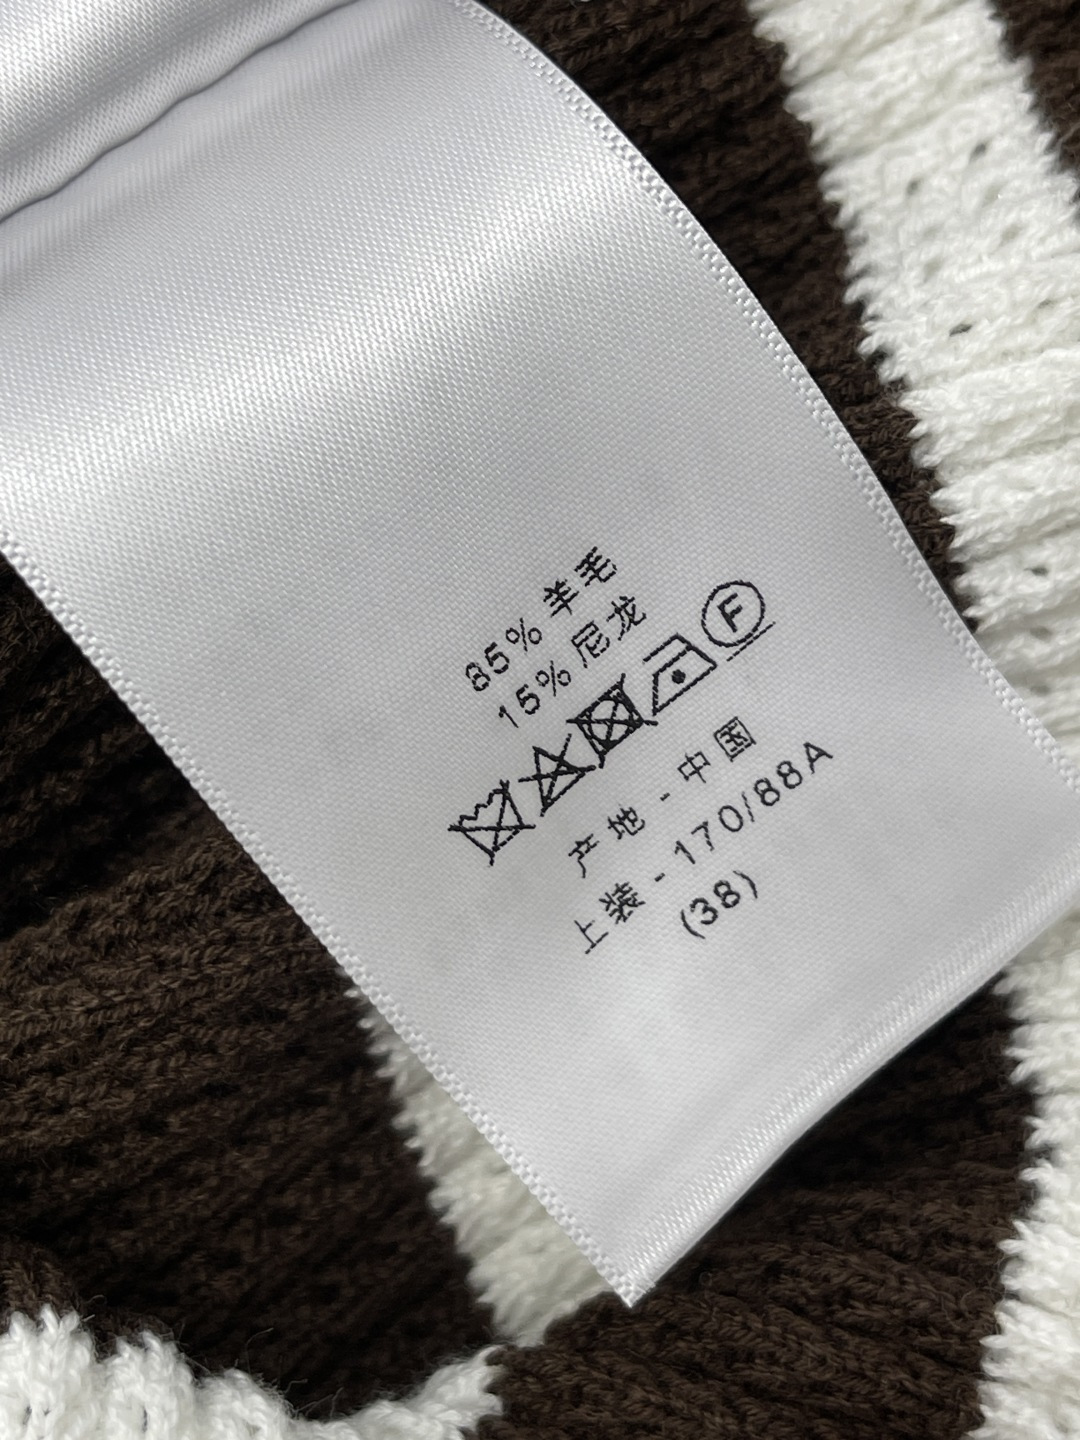 85% 羊毛
15% 尼龙
F
产地 - 中国
上装 - 170/88A
(38)